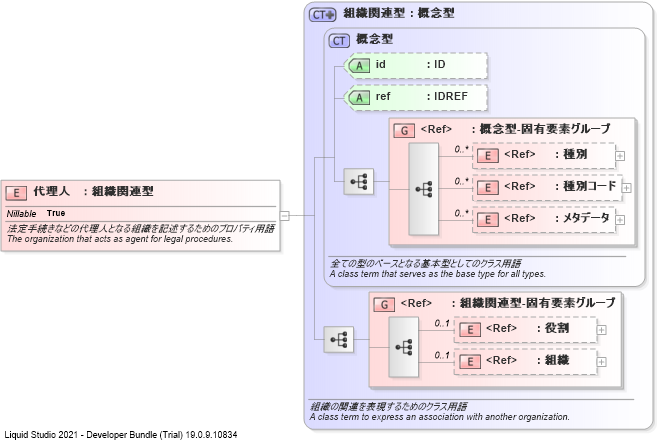 CT 組織関連型 : 概念型
CT 概念型
A id : ID
A ref : IDREF
G <Ref> : 概念型-固有要素グループ
0..*
E <Ref> : 種別
0..*
E <Ref> : 種別コード
0..*
E <Ref> : メタデータ
全ての型のベースとなる基本型としてのクラス用語
A class term that serves as the base type for all types.
E 代理人 : 組織関連型
Nillable True
法定手続きなどの代理人となる組織を記述するためのプロパティ用語
The organization that acts as agent for legal procedures.
G <Ref> : 組織関連型-固有要素グループ
0..1
E <Ref> : 役割
0..1
E <Ref> : 組織
組織の関連を表現するためのクラス用語
A class term to express an association with another organization.
Liquid Studio 2021 - Developer Bundle (Trial) 19.0.9.10834